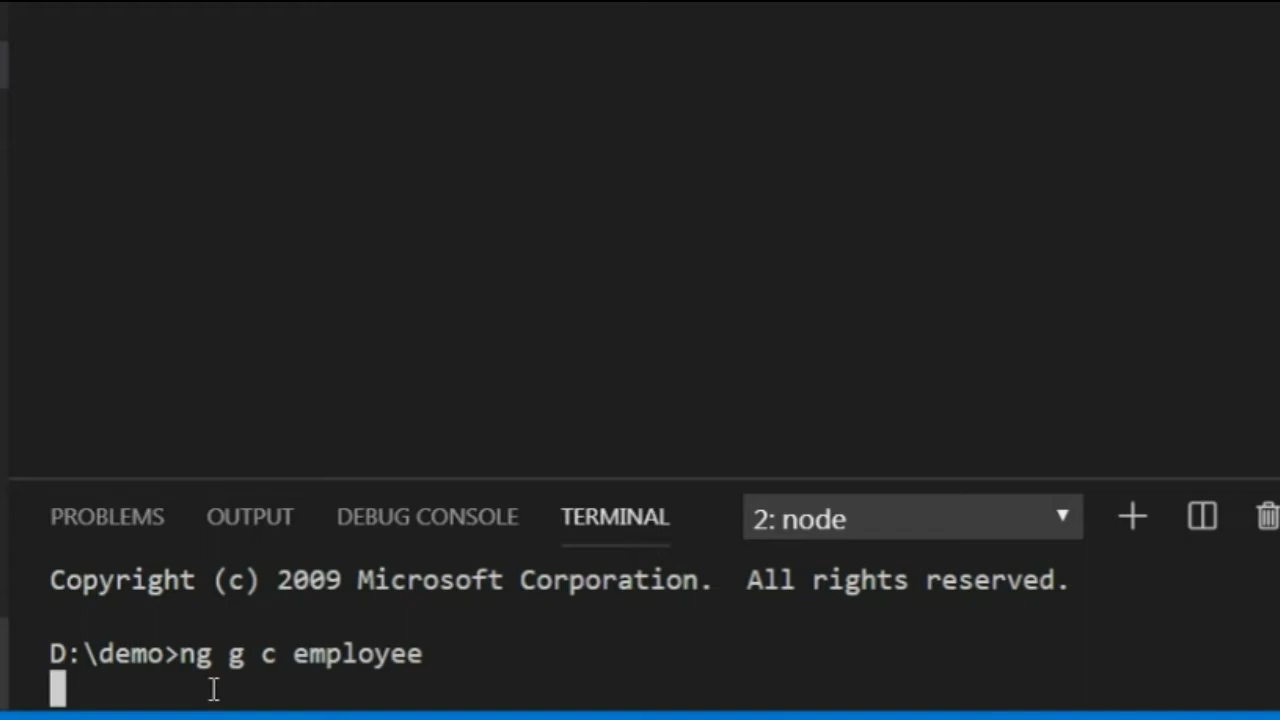 PROBLEMS OUTPUT DEBUG CONSOLE TERMINAL 2: node
Copyright (c) 2009 Microsoft Corporation. All rights reserved.
D:\demo>ng g c employee